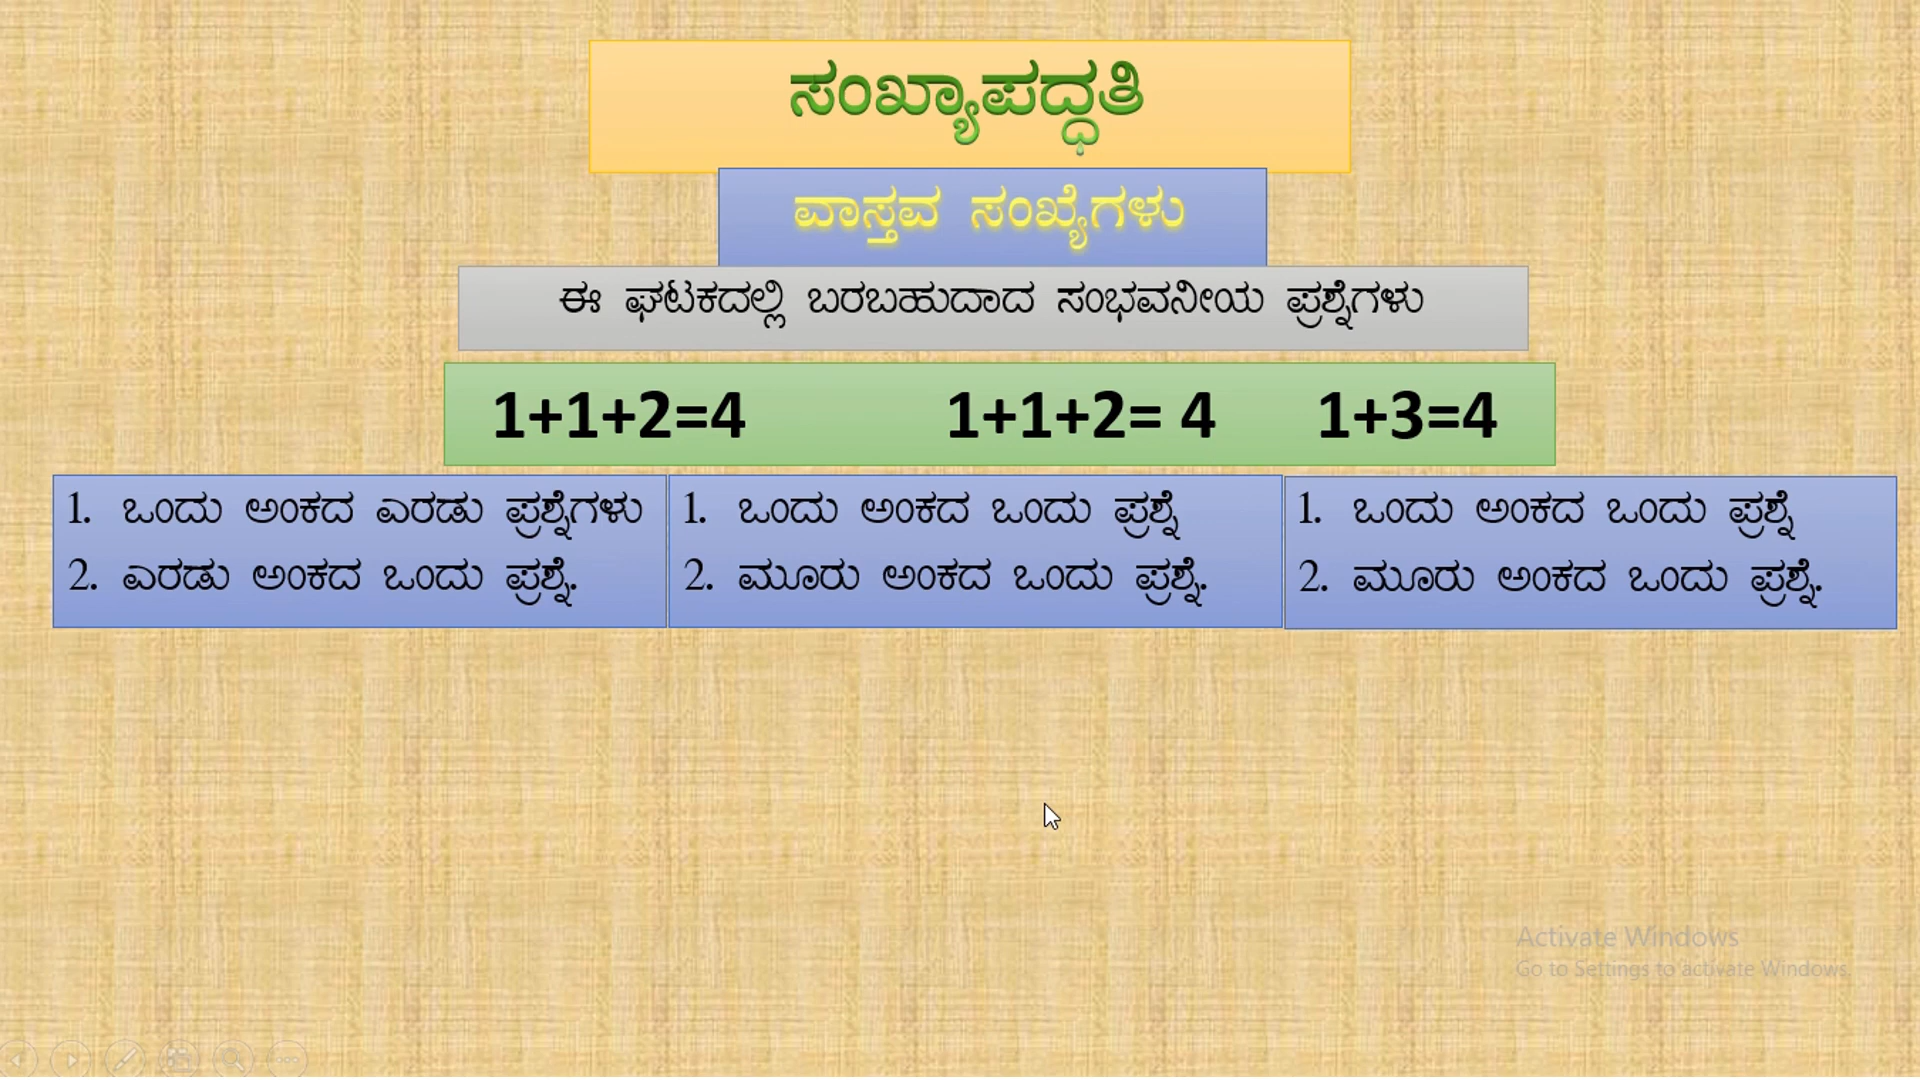 ಸಂಖ್ಯಾಪದ್ಧತಿ
ವಾಸ್ತವ ಸಂಖ್ಯೆಗಳು
ಈ ಘಟಕದಲ್ಲಿ ಬರಬಹುದಾದ ಸಂಭವನೀಯ ಪ್ರಶ್ನೆಗಳು
1+1+2=4 1+1+2= 4 1+3=4
1. ಒಂದು ಅಂಕದ ಎರಡು ಪ್ರಶ್ನೆಗಳು
2. ಎರಡು ಅಂಕದ ಒಂದು ಪ್ರಶ್ನೆ.
1. ಒಂದು ಅಂಕದ ಒಂದು ಪ್ರಶ್ನೆ
2. ಮೂರು ಅಂಕದ ಒಂದು ಪ್ರಶ್ನೆ.
1. ಒಂದು ಅಂಕದ ಒಂದು ಪ್ರಶ್ನೆ
2. ಮೂರು ಅಂಕದ ಒಂದು ಪ್ರಶ್ನೆ.
Activate Windows
Go to Settings to activate Windows.